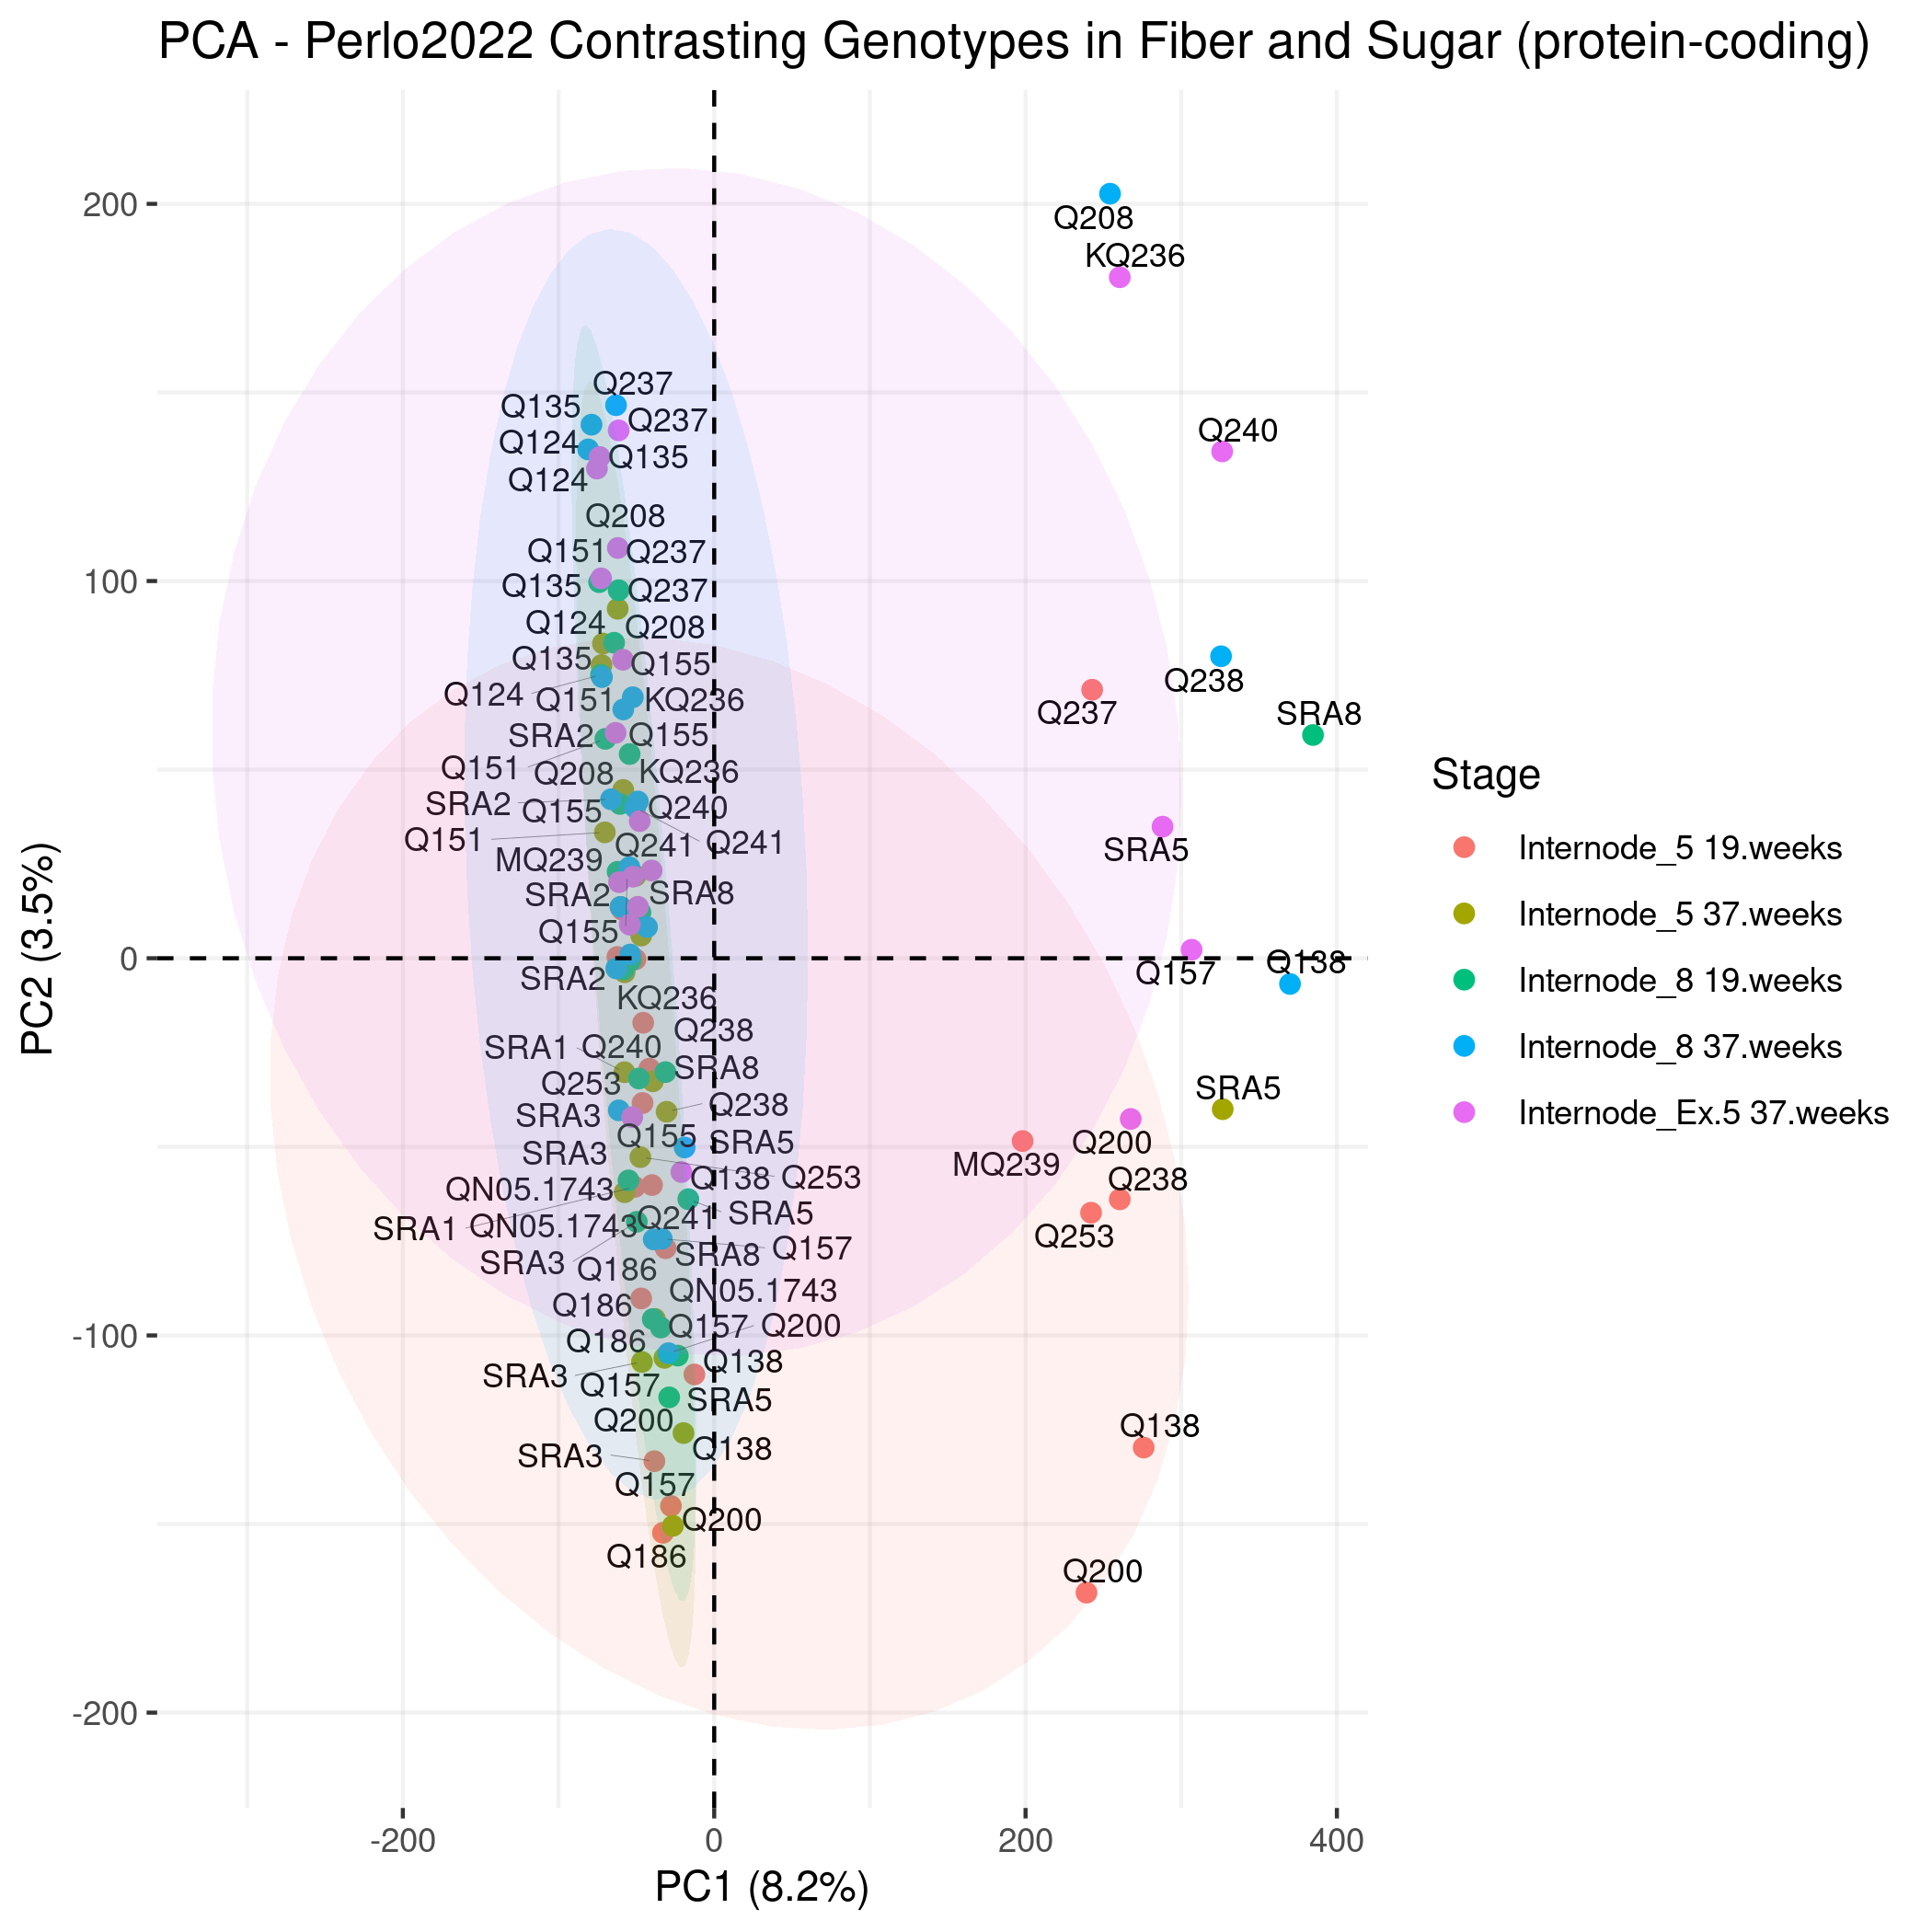 PCA - Perlo2022 Contrasting Genotypes in Fiber and Sugar (protein-coding)
200
Q208
KQ236
Q237
Q135
Q237
Q240
Q124
Q135
Q124
Q208
Q151
Q237
100
Q135
Q237
Q124
Q208
Q135
Q155
Q238
Q124
Q151
KQ236
Q237
SRA8
SRA2
Q155
Q151
Q208
KQ236
Stage
SRA2
Q155
Q240
Q151
Q241
Q241
SRA5
Internode_5 19.weeks
MQ239
SRA2
SRA8
Internode_5 37.weeks
Q155
0
Q138
SRA2
Q157
Internode_8 19.weeks
KQ236
Q238
SRA1
Q240
Internode_8 37.weeks
Q253
SRA8
SRA5
SRA3
Q238
Internode_Ex.5 37.weeks
Q155
SRA5
Q200
SRA3
MQ239
QN05.1743
Q138
Q253
Q238
SRA1
QN05.1743
Q241
SRA5
Q253
SRA3
Q186
SRA8
Q157
Q186
QN05.1743
-100
Q186
Q157
Q200
SRA3
Q157
Q138
SRA5
Q200
Q138
SRA3
Q138
Q157
Q200
Q186
Q200
-200
-200
0
200
400
PC1 (8.2%)
PC2 (3.5%)